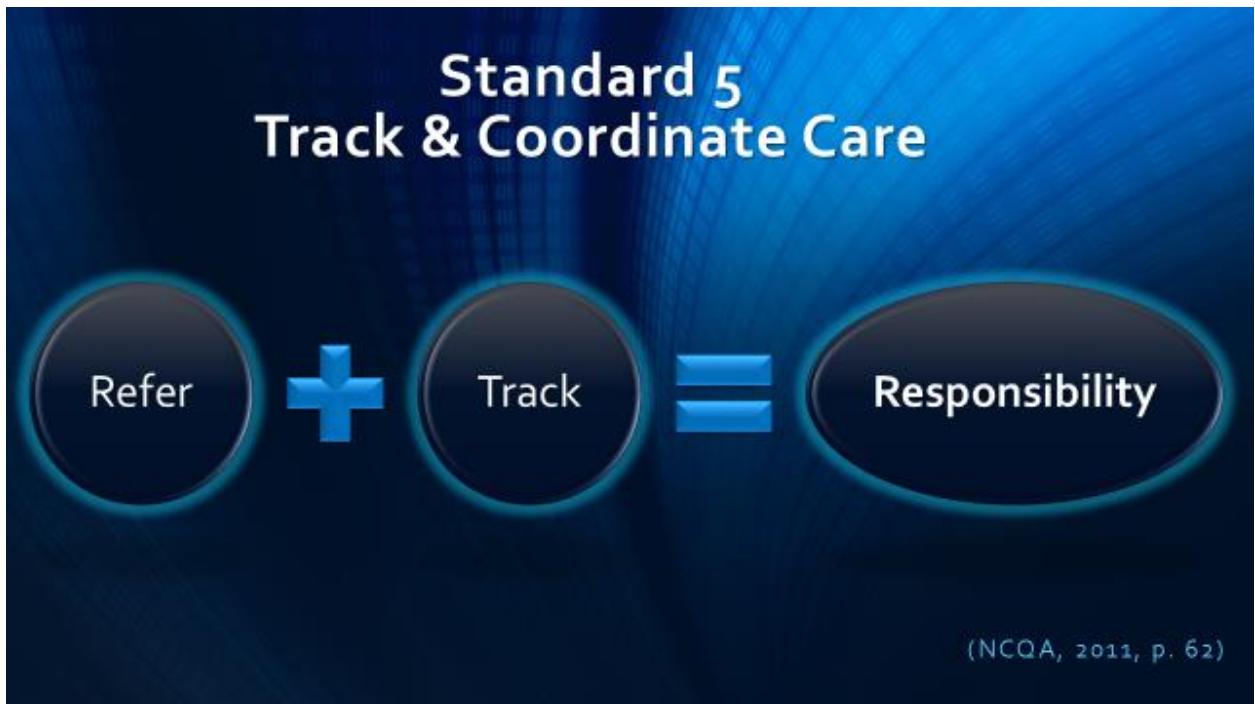 Standard 5
Track & Coordinate Care
Refer
Track
Responsibility
(NCQA, 2011, p. 62)